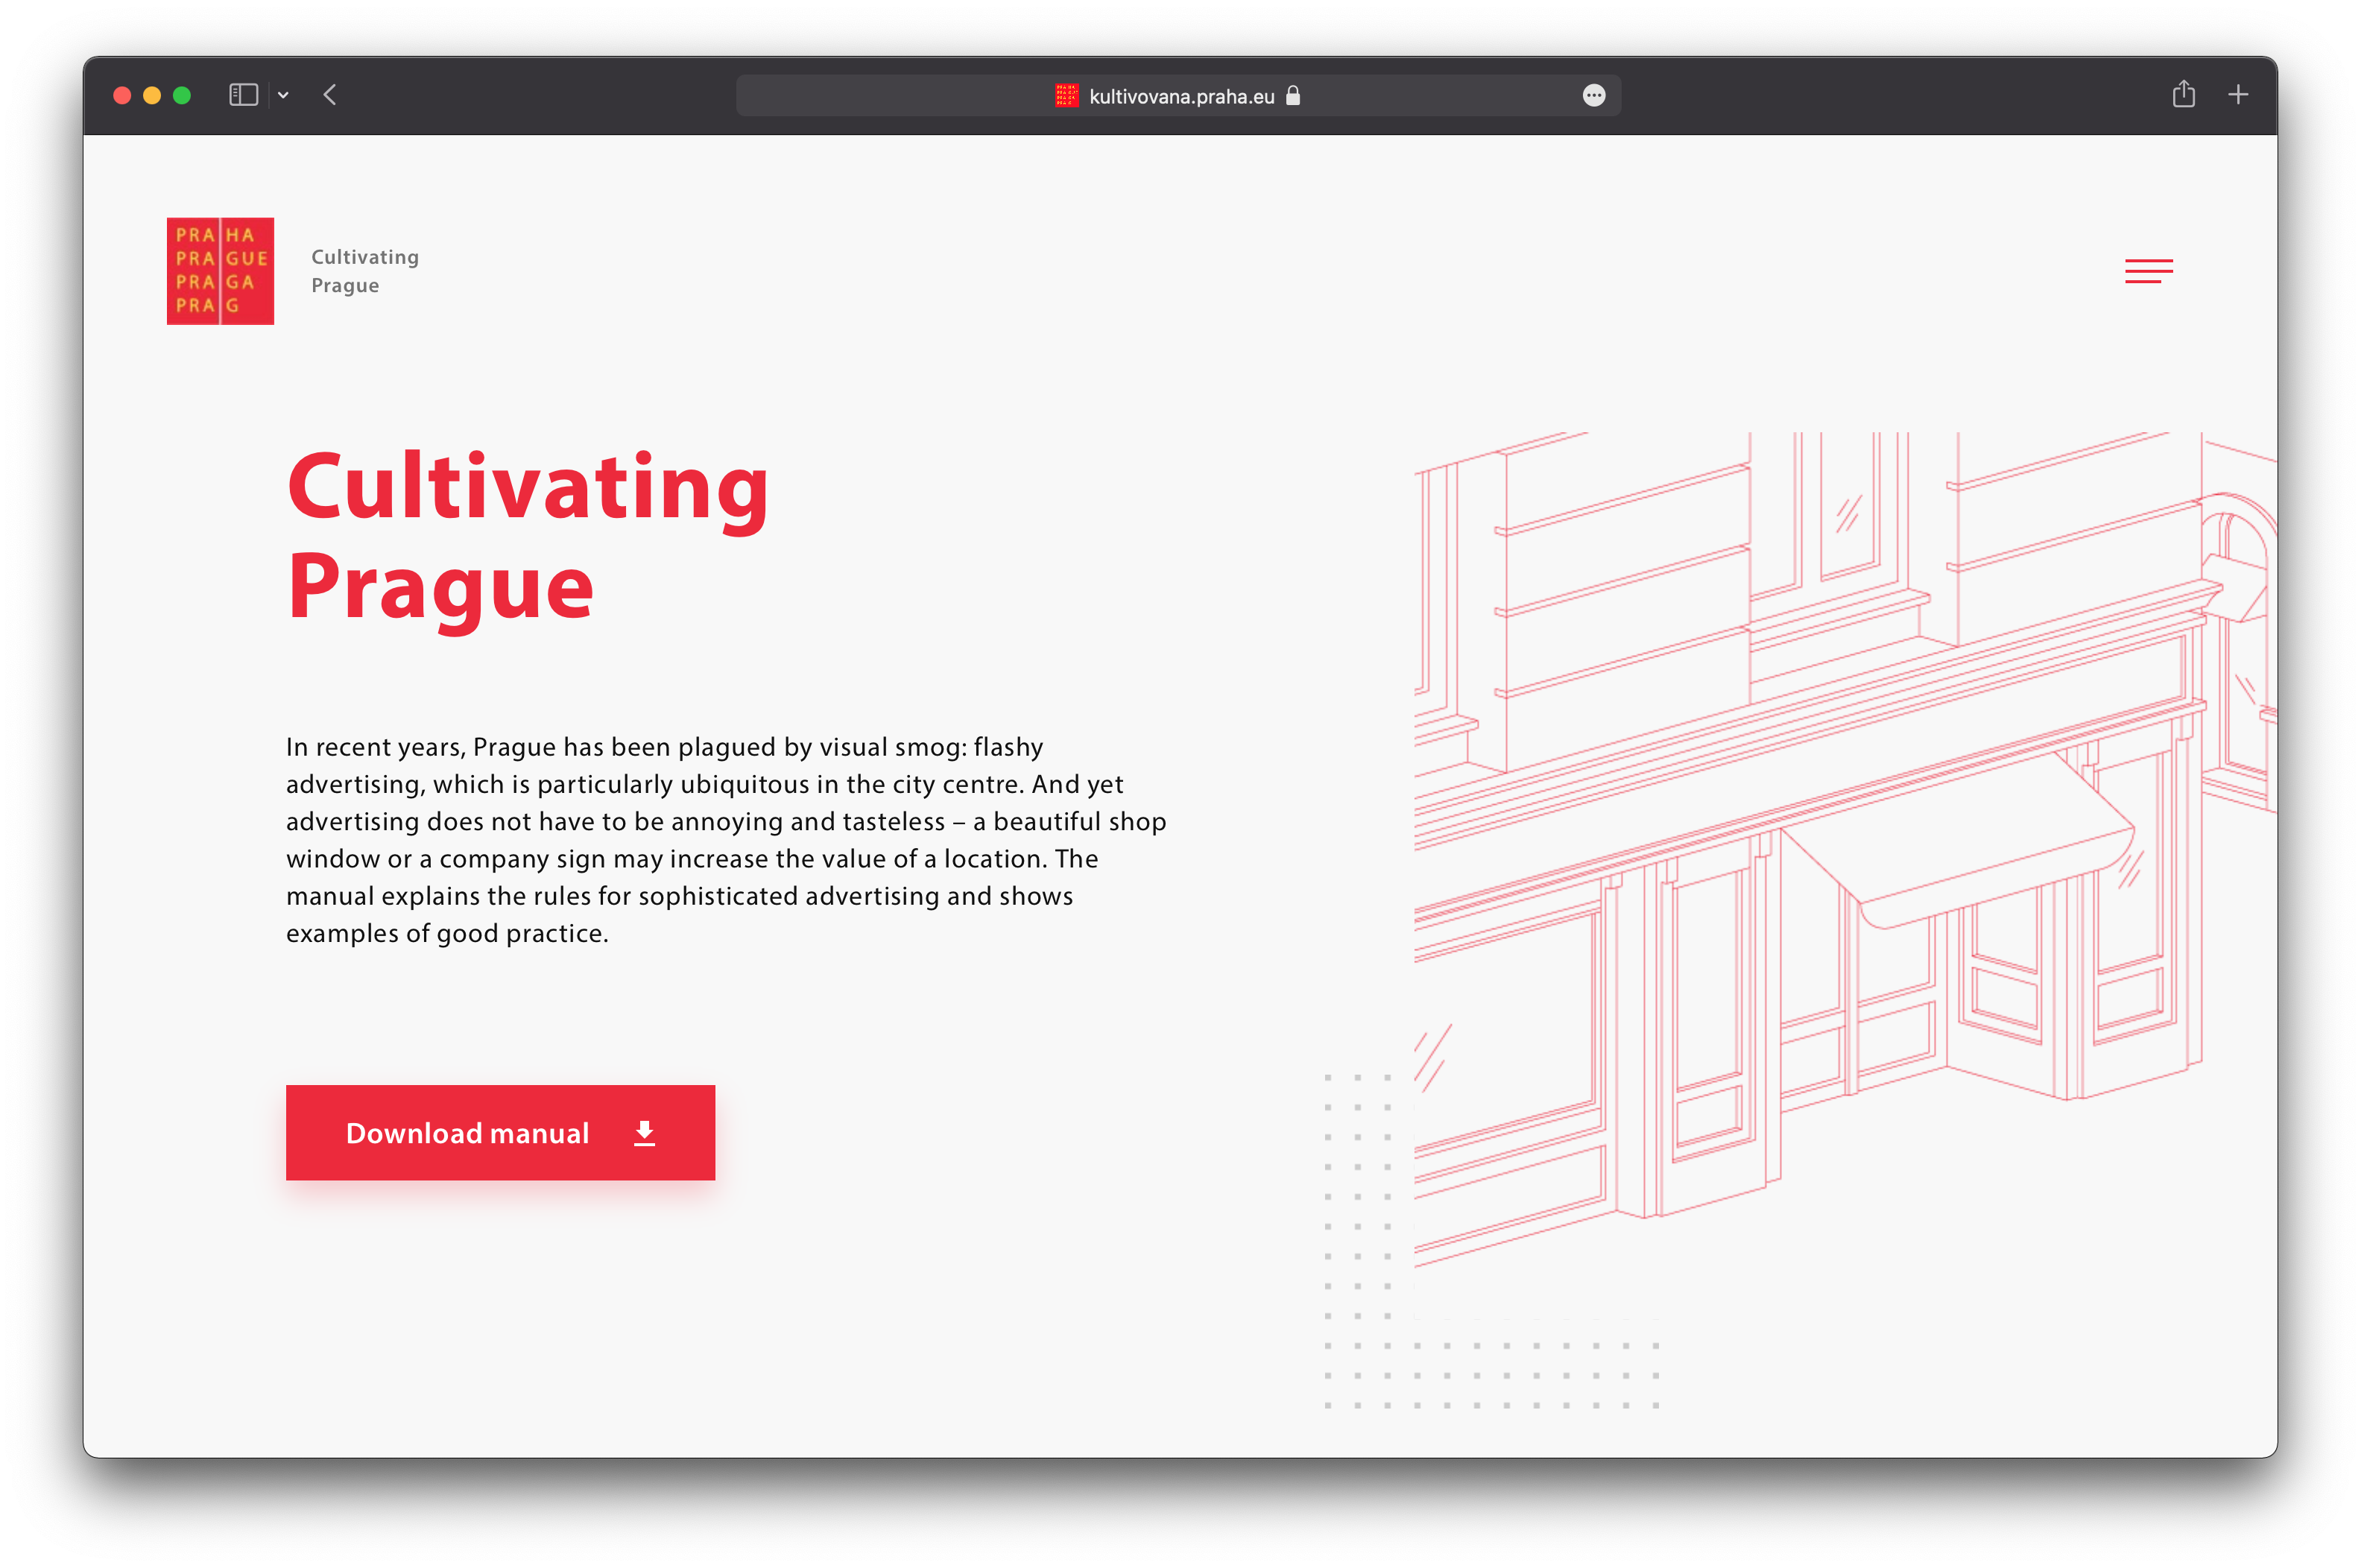 kultivovana.praha.eu
PRA HA
PRA GUE
PRA GA
PRA G
Cultivating
Prague
Cultivating
Prague
In recent years, Prague has been plagued by visual smog: flashy
advertising, which is particularly ubiquitous in the city centre. And yet
advertising does not have to be annoying and tasteless – a beautiful shop
window or a company sign may increase the value of a location. The
manual explains the rules for sophisticated advertising and shows
examples of good practice.
Download manual